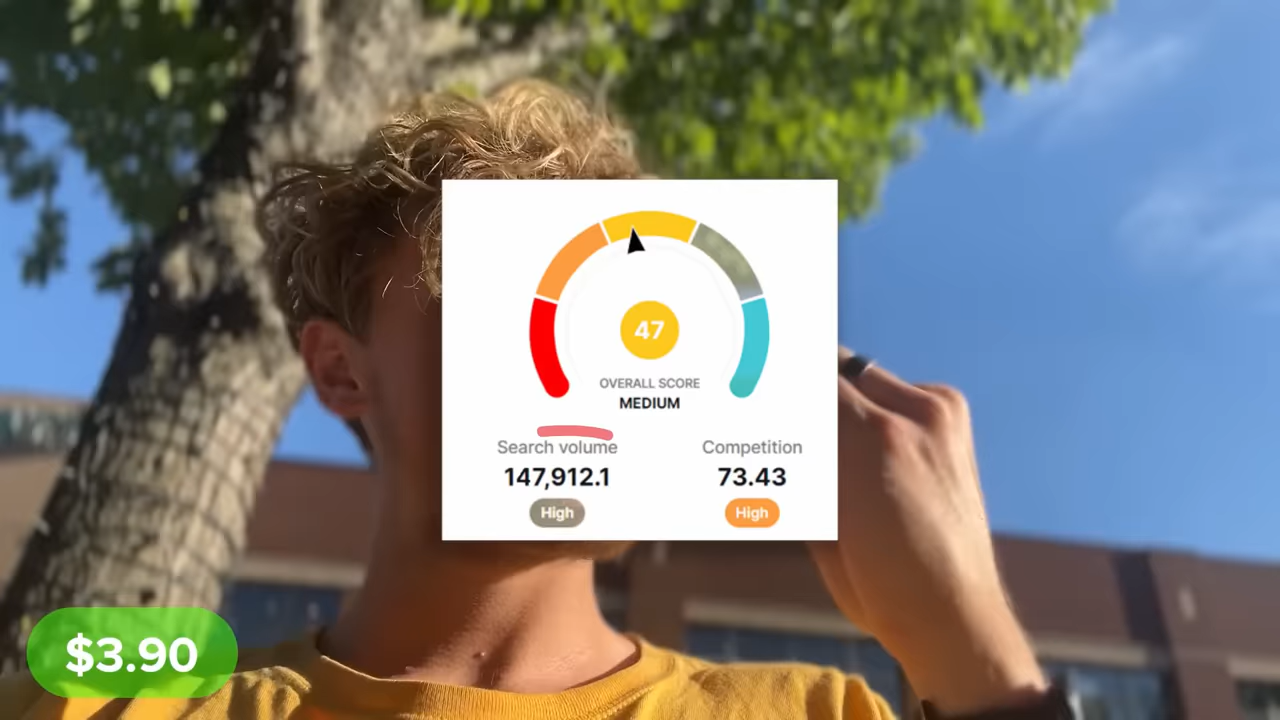 47
OVERALL SCORE
MEDIUM
Search volume
Competition
147,912.1
73.43
High
High
$3.90